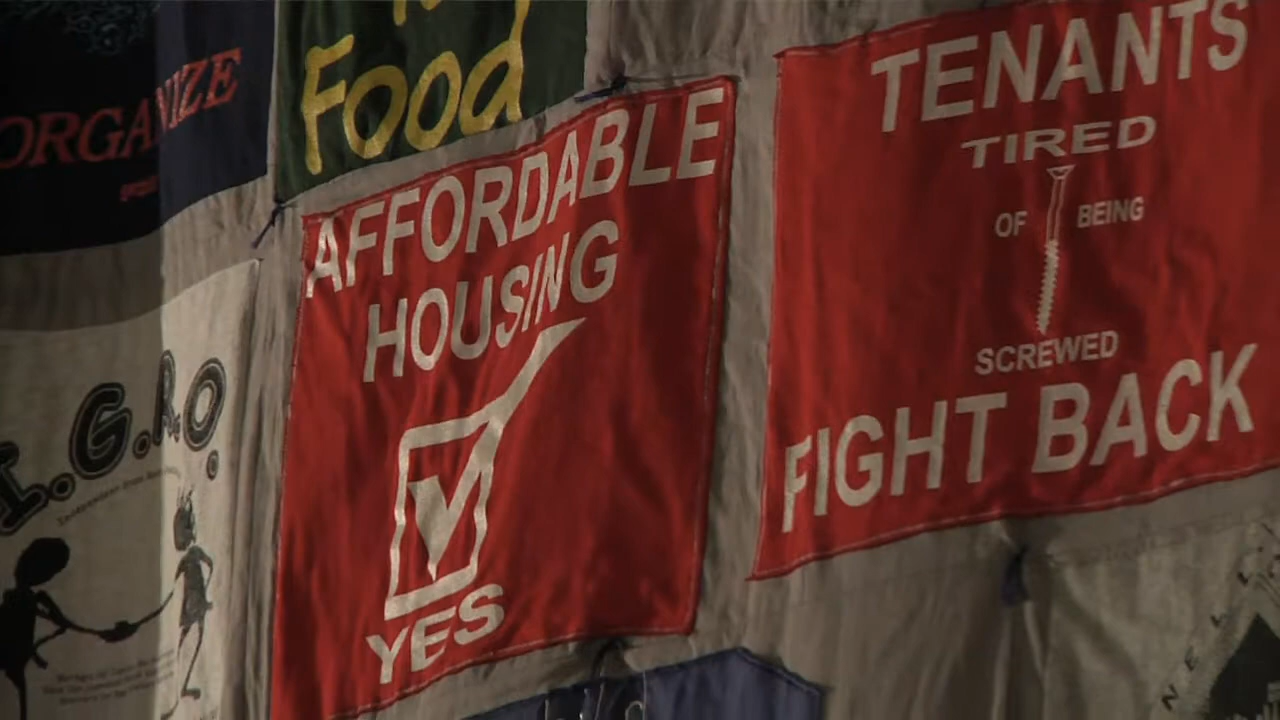 ORGANIZE
Food
AFFORDABLE
HOUSING
YES
TENANTS
TIRED
OF BEING
SCREWED
FIGHT BACK